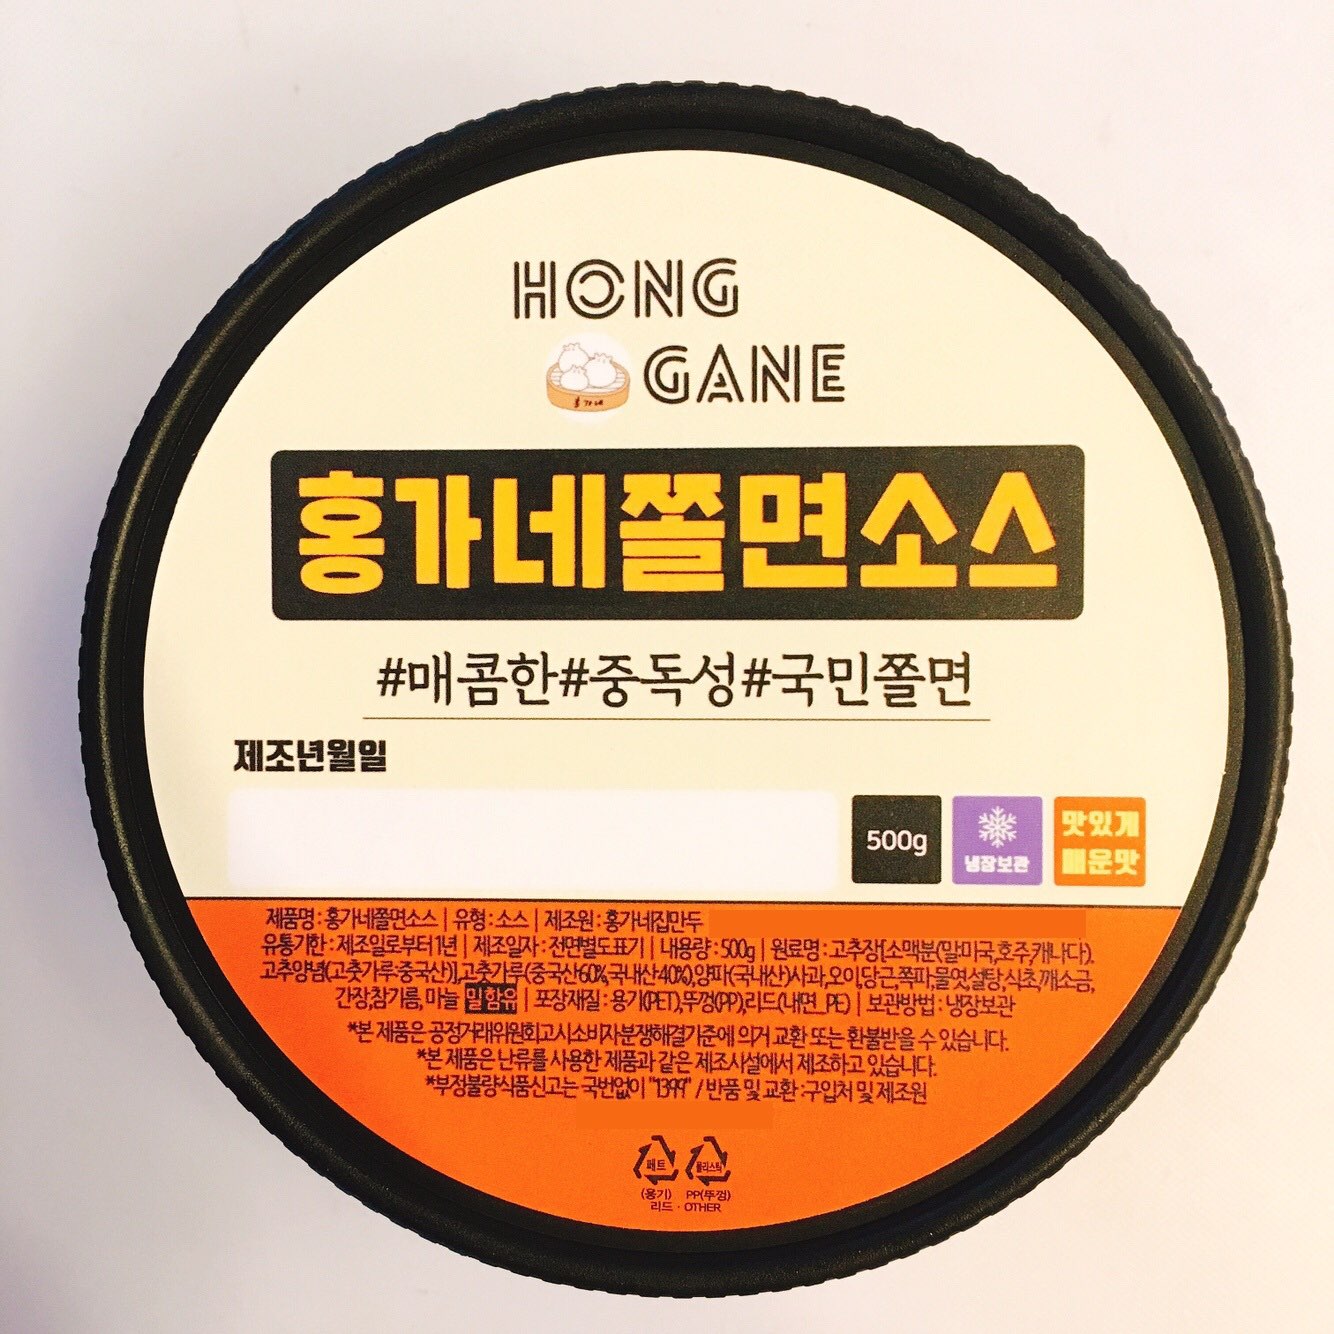 HONG
GANE
홍가네
홍가네쫄면소스
#매콤한#중독성#국민쫄면
제조년월일
500g
냉장보관
맛있게
매운맛
제품명 : 홍가네쫄면소스 | 유형 : 소스 | 제조원 : 홍가네집만두
유통기한 : 제조일로부터1년 | 제조일자 : 전면별도표기 | 내용량 : 500g | 원료명 : 고추장{소맥분(밀미국,호주,캐나다).
고추양념(고춧가루:중국산)},고추가루(중국산60%,국내산40%),양파(국내산)사과,오이,당근,쪽파,물엿,설탕,식초,깨소금,
간장,참기름, 마늘 밀함유 | 포장재질 : 용기(PET),뚜껑(PP),리드(내면_PE) | 보관방법 : 냉장보관
*본 제품은 공정거래위원회고시소비자분쟁해결기준에 의거 교환 또는 환불받을 수 있습니다.
*본 제품은 난류를 사용한 제품과 같은 제조시설에서 제조하고 있습니다.
*부정불량식품신고는 국번없이 "1399" / 반품 및 교환 : 구입처 및 제조원
페트 플라스틱
(용기) PP(뚜껑)
리드 · OTHER